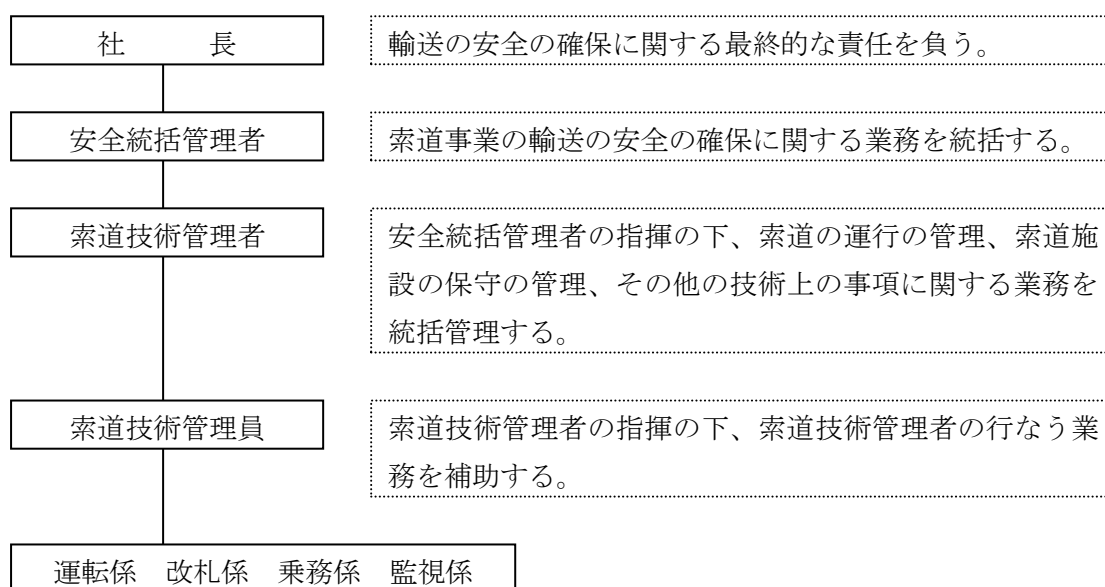 社　　長
輸送の安全の確保に関する最終的な責任を負う。
安全統括管理者
索道事業の輸送の安全の確保に関する業務を統括する。
索道技術管理者
安全統括管理者の指揮の下、索道の運行の管理、索道施
設の保守の管理、その他の技術上の事項に関する業務を
統括管理する。
索道技術管理員
索道技術管理者の指揮の下、索道技術管理者の行なう業
務を補助する。
運転係　改札係　乗務係　監視係